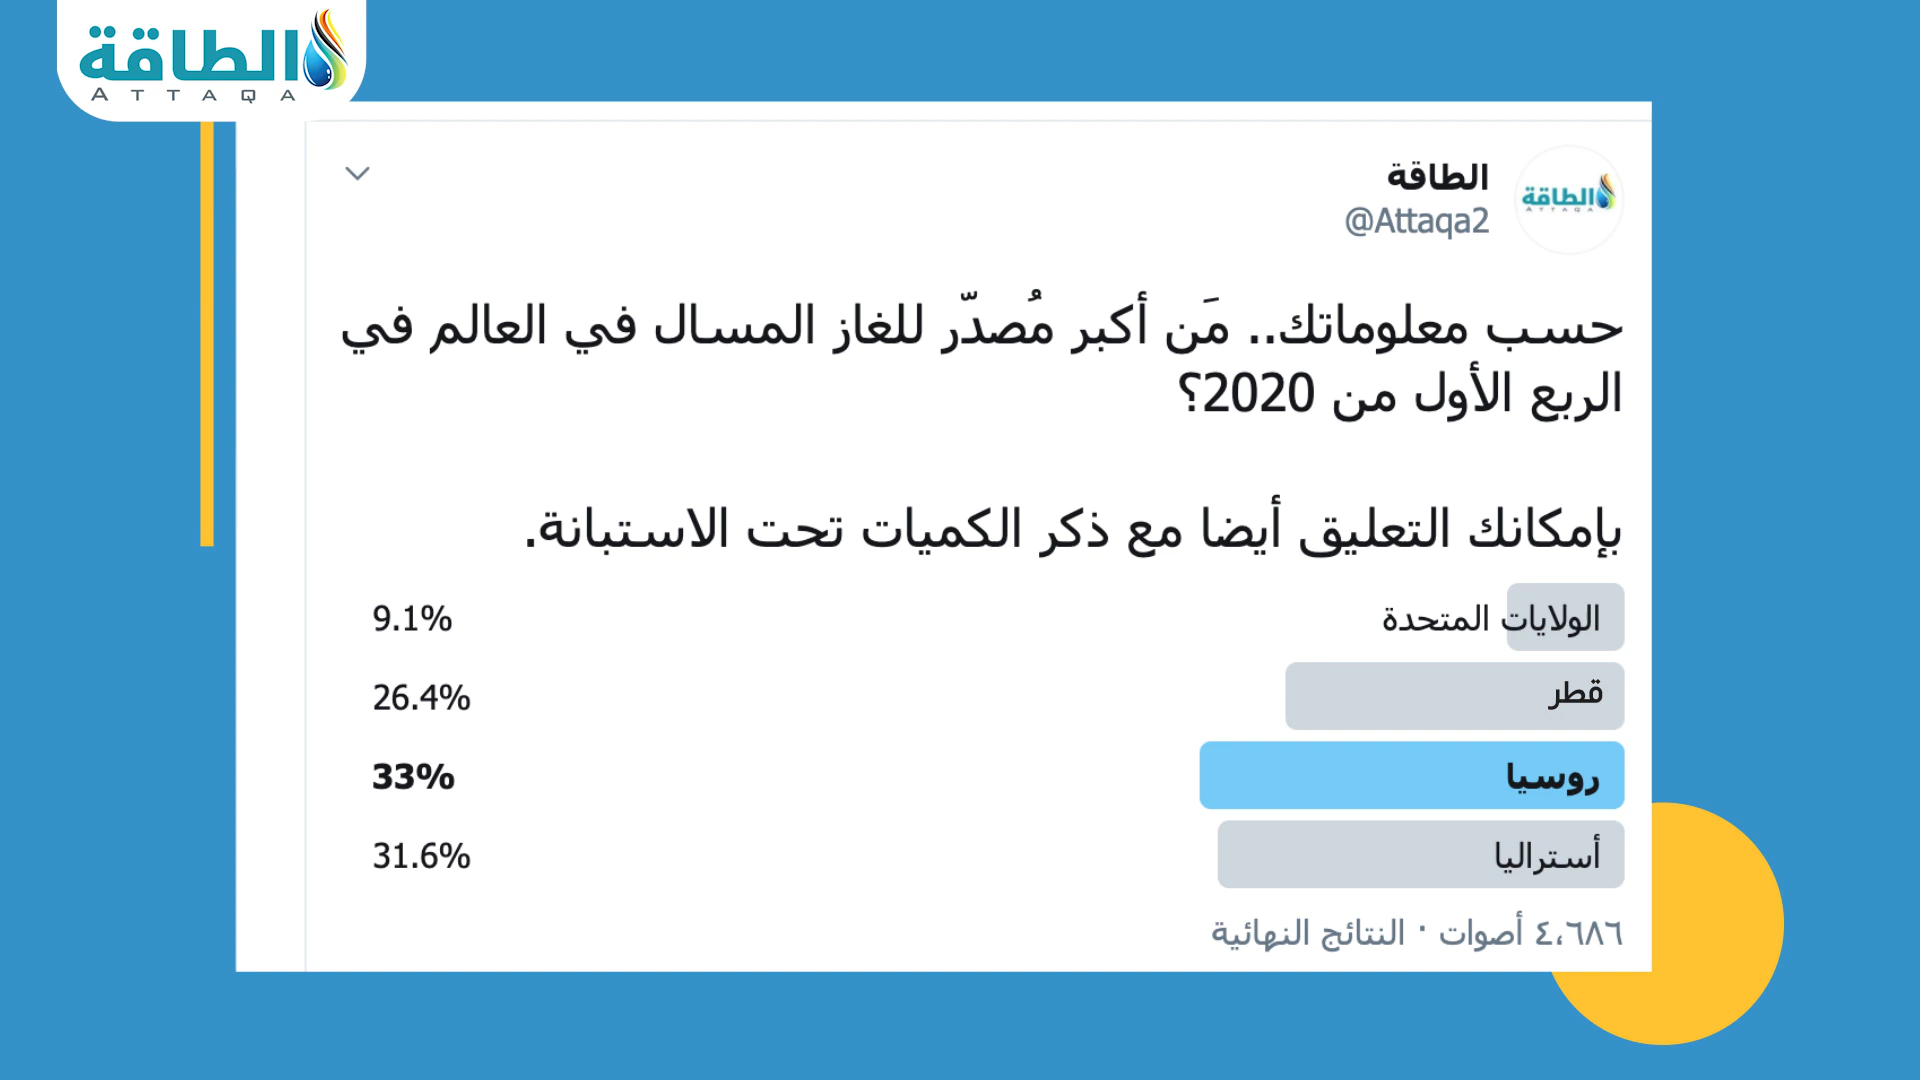 الطاقة
ATTAQA
الطاقة
@Attaqa2
الطاقة
ATTAQA
حسب معلوماتك.. مَن أكبر مُصدّر للغاز المسال في العالم في
الربع الأول من 2020؟
بإمكانك التعليق أيضا مع ذكر الكميات تحت الاستبانة.
الولايات المتحدة 9.1%
قطر 26.4%
روسيا 33%
أستراليا 31.6%
٤،٦٨٦ أصوات · النتائج النهائية